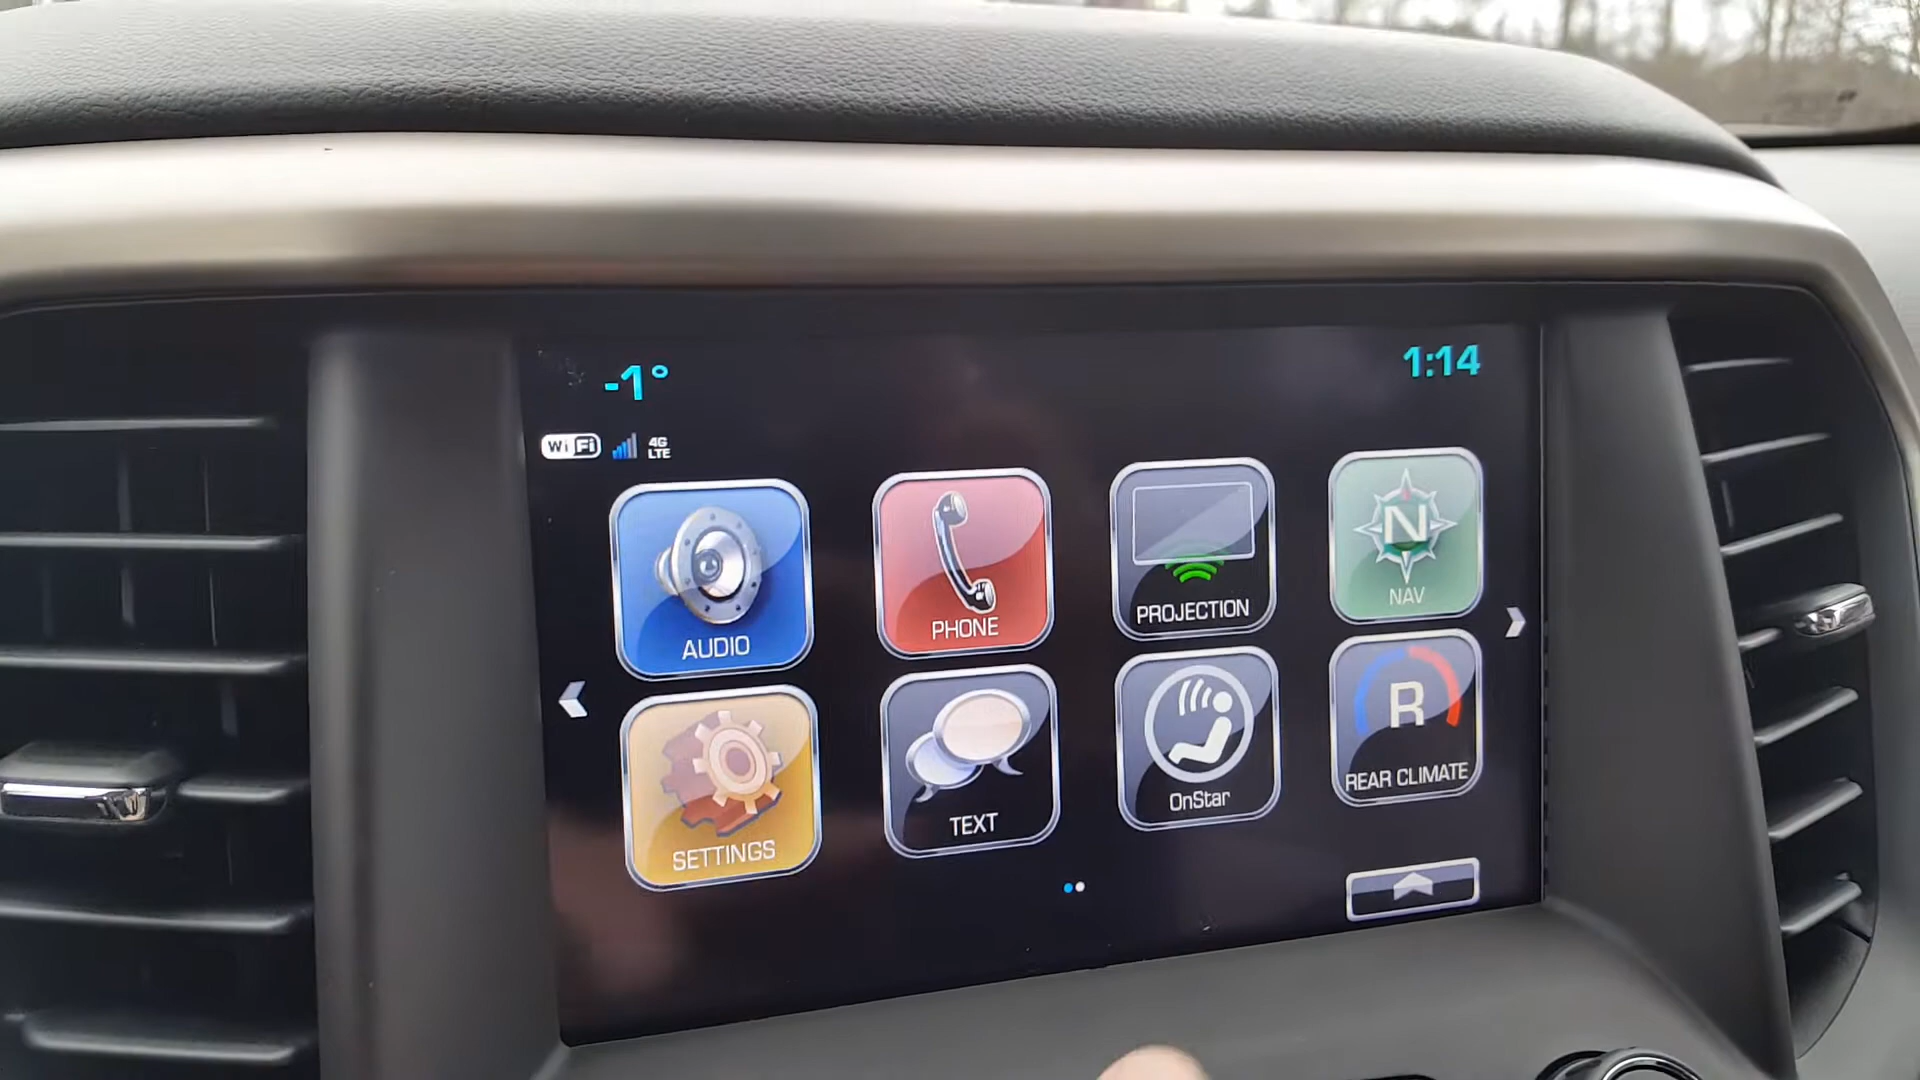 -1°
1:14
WiFi
4G
LTE
AUDIO
PHONE
PROJECTION
N
NAV
SETTINGS
TEXT
OnStar
R
REAR CLIMATE